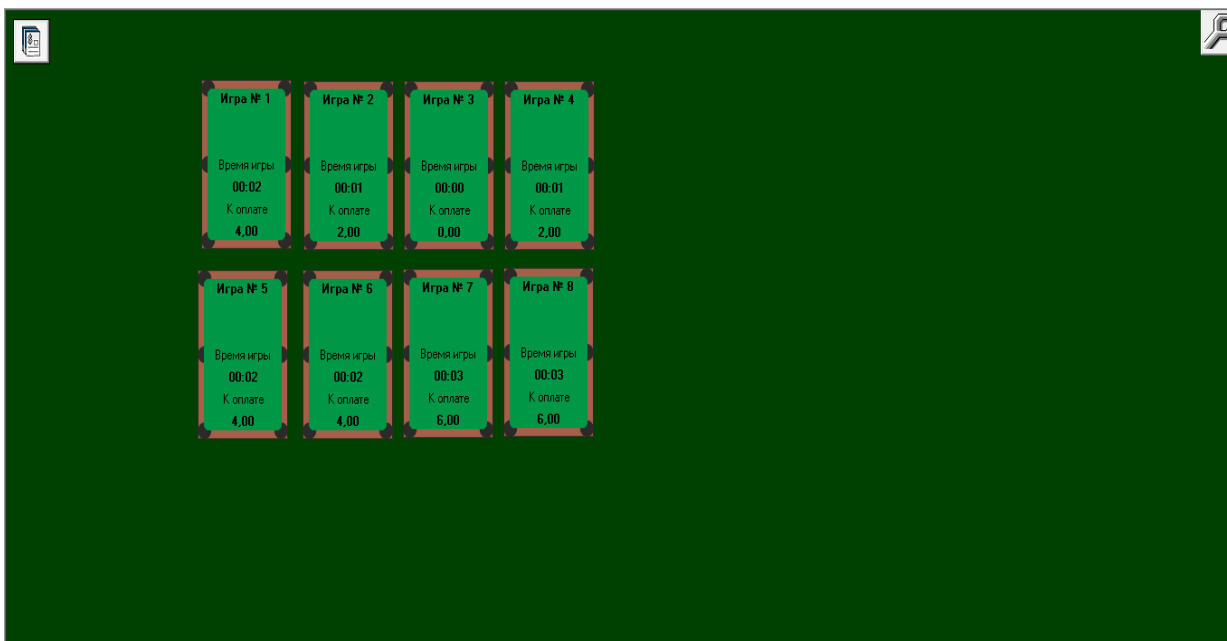 Игра № 1
Время игры
00:02
К оплате
4,00
Игра № 2
Время игры
00:01
К оплате
2,00
Игра № 3
Время игры
00:00
К оплате
0,00
Игра № 4
Время игры
00:01
К оплате
2,00
Игра № 5
Время игры
00:02
К оплате
4,00
Игра № 6
Время игры
00:02
К оплате
4,00
Игра № 7
Время игры
00:03
К оплате
6,00
Игра № 8
Время игры
00:03
К оплате
6,00